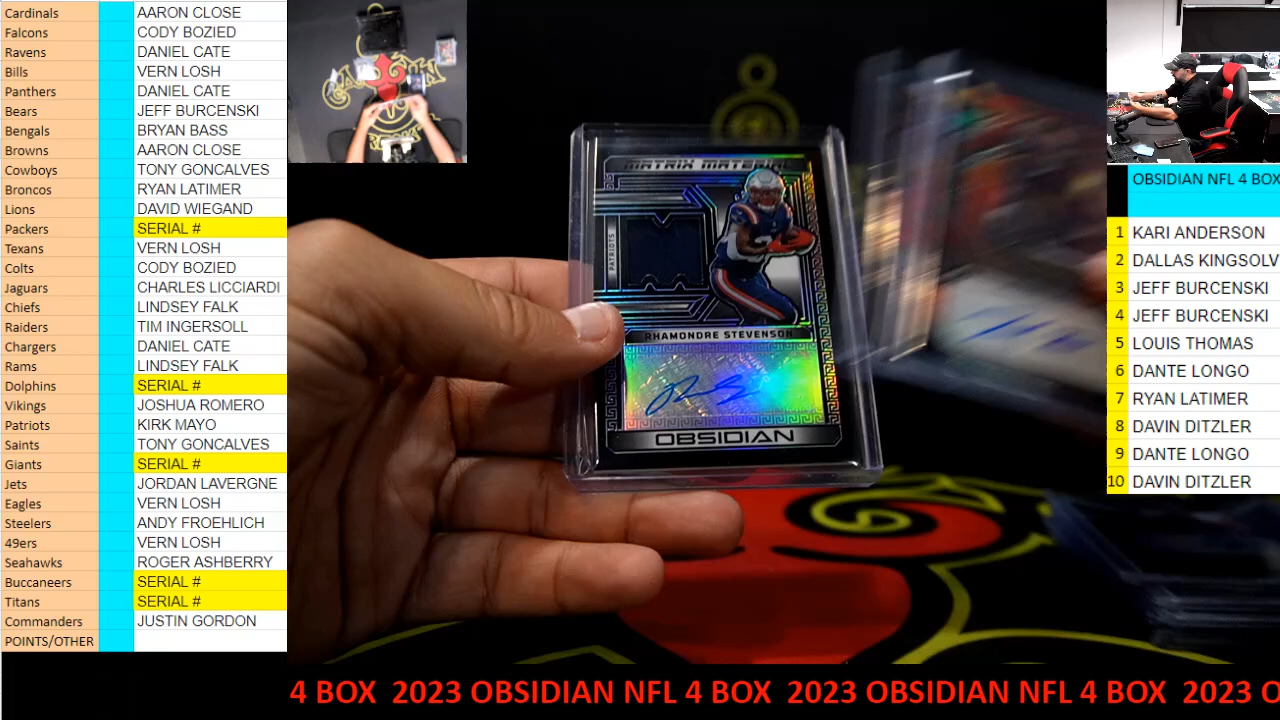 Cardinals AARON CLOSE
Falcons CODY BOZIED
Ravens DANIEL CATE
Bills VERN LOSH
Panthers DANIEL CATE
Bears JEFF BURCENSKI
Bengals BRYAN BASS
Browns AARON CLOSE
Cowboys TONY GONCALVES
Broncos RYAN LATIMER
Lions DAVID WIEGAND
Packers SERIAL #
Texans VERN LOSH
Colts CODY BOZIED
Jaguars CHARLES LICCIARDI
Chiefs LINDSEY FALK
Raiders TIM INGERSOLL
Chargers DANIEL CATE
Rams LINDSEY FALK
Dolphins SERIAL #
Vikings JOSHUA ROMERO
Patriots KIRK MAYO
Saints TONY GONCALVES
Giants SERIAL #
Jets JORDAN LAVERGNE
Eagles VERN LOSH
Steelers ANDY FROEHLICH
49ers VERN LOSH
Seahawks ROGER ASHBERRY
Buccaneers SERIAL #
Titans SERIAL #
Commanders JUSTIN GORDON
POINTS/OTHER
MATRIX MATERIAL
PATRIOTS
RHAMONDRE STEVENSON
OBSIDIAN
OBSIDIAN NFL 4 BOX
1 KARI ANDERSON
2 DALLAS KINGSOLV
3 JEFF BURCENSKI
4 JEFF BURCENSKI
5 LOUIS THOMAS
6 DANTE LONGO
7 RYAN LATIMER
8 DAVIN DITZLER
9 DANTE LONGO
10 DAVIN DITZLER
4 BOX 2023 OBSIDIAN NFL 4 BOX 2023 OBSIDIAN NFL 4 BOX 2023 O